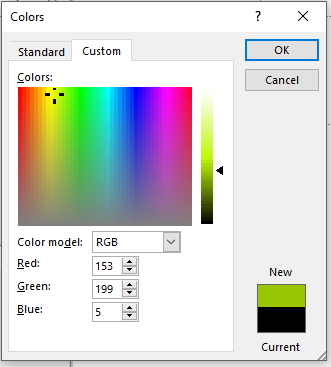 Colors ? ×
Standard Custom
OK
Cancel
Colors:
Color model: RGB
Red: 153
Green: 199
Blue: 5
New
Current